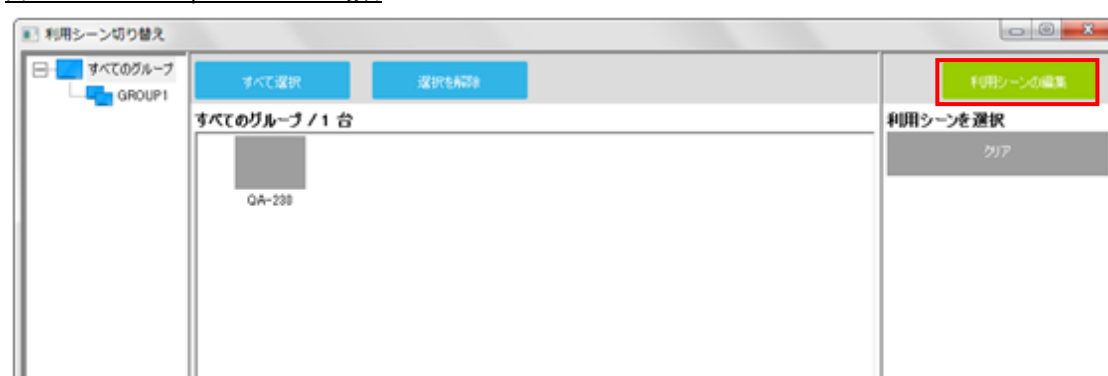 利用シーン切り替え
すべてのグループ
GROUP1
すべて選択
選択を解除
利用シーンの編集
すべてのグループ / 1 台
利用シーンを選択
クリア
QA-230